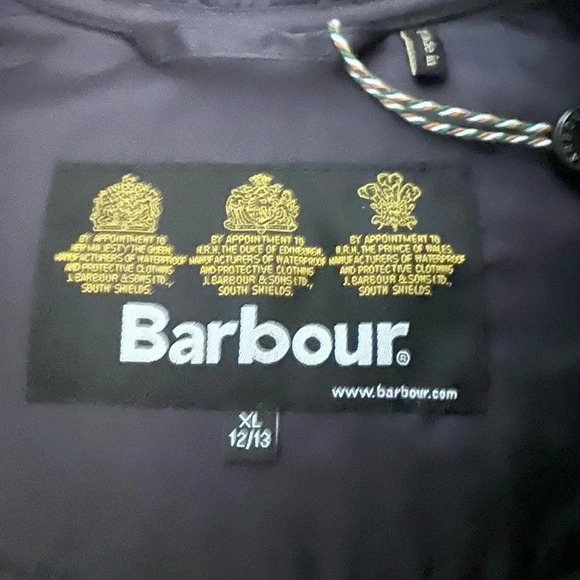 made in
BY APPOINTMENT TO
HER MAJESTY THE QUEEN
MANUFACTURERS OF WATERPROOF
AND PROTECTIVE CLOTHING
J. BARBOUR & SONS LTD.,
SOUTH SHIELDS.
BY APPOINTMENT TO
H.R.H. THE DUKE OF EDINBURGH
MANUFACTURERS OF WATERPROOF
AND PROTECTIVE CLOTHING
J. BARBOUR & SONS LTD.,
SOUTH SHIELDS.
BY APPOINTMENT TO
H.R.H. THE PRINCE OF WALES
MANUFACTURERS OF WATERPROOF
AND PROTECTIVE CLOTHING
J. BARBOUR & SONS LTD.,
SOUTH SHIELDS.
Barbour®
www.barbour.com
XL
12/13